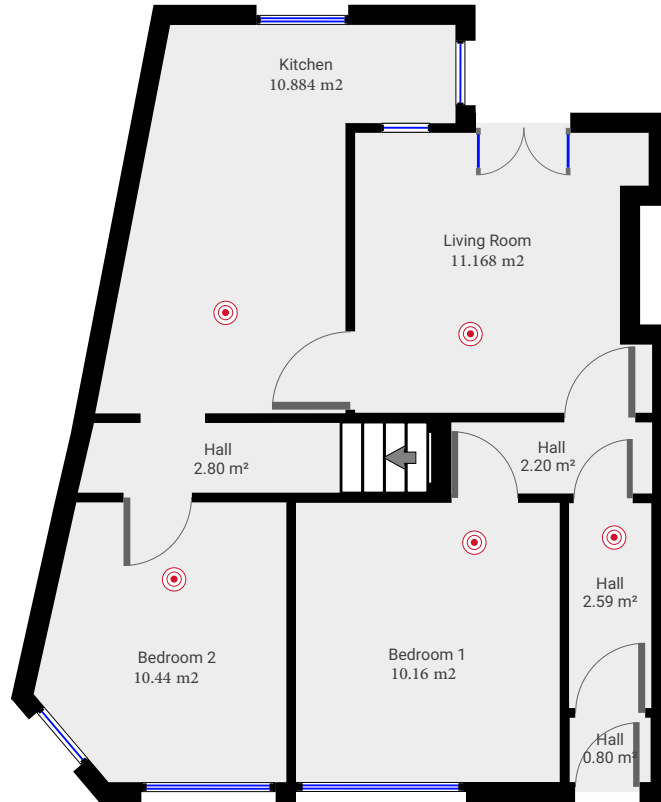 Kitchen
10.884 m2
Living Room
11.168 m2
Hall
2.80 m²
Hall
2.20 m²
Hall
2.59 m²
Bedroom 2
10.44 m2
Bedroom 1
10.16 m2
Hall
0.80 m²